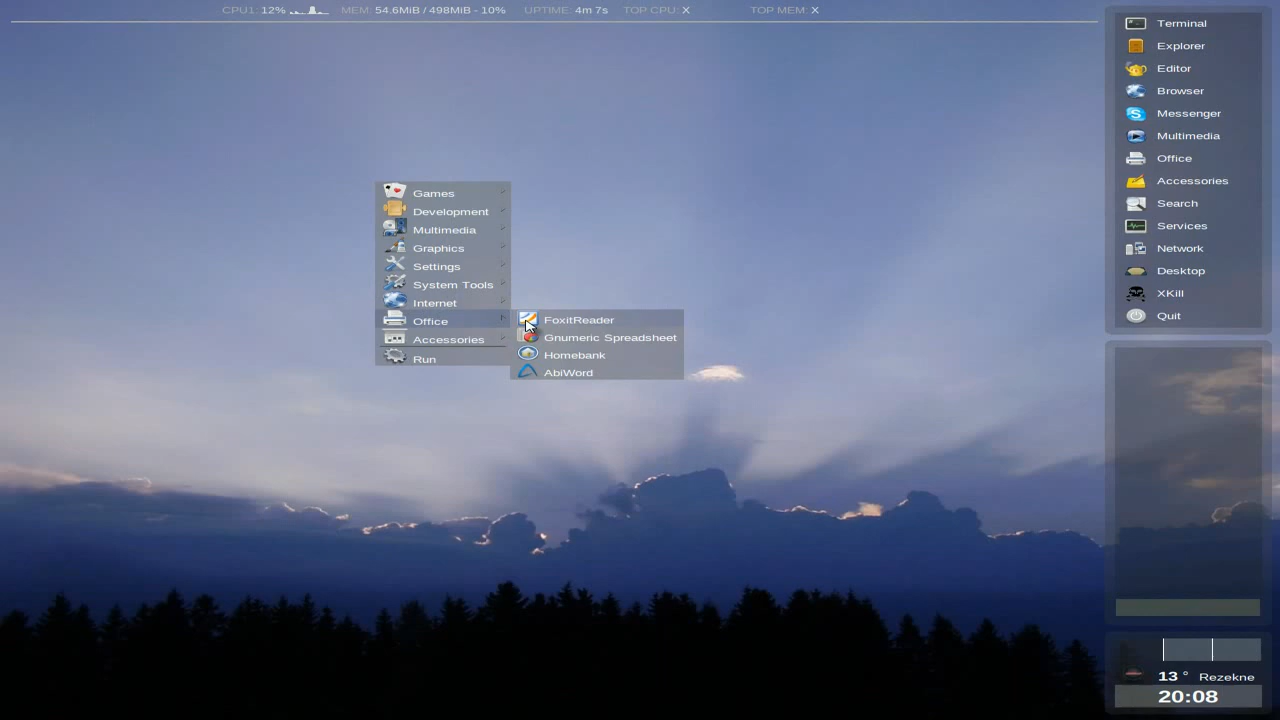 CPU1: 12% MEM: 54.6MiB / 498MiB - 10% UPTIME: 4m 7s TOP CPU: X TOP MEM: X
Games
Development
Multimedia
Graphics
Settings
System Tools
Internet
Office
Accessories
Run
FoxitReader
Gnumeric Spreadsheet
Homebank
AbiWord
Terminal
Explorer
Editor
Browser
Messenger
Multimedia
Office
Accessories
Search
Services
Network
Desktop
XKill
Quit
13 ° Rezekne
20:08